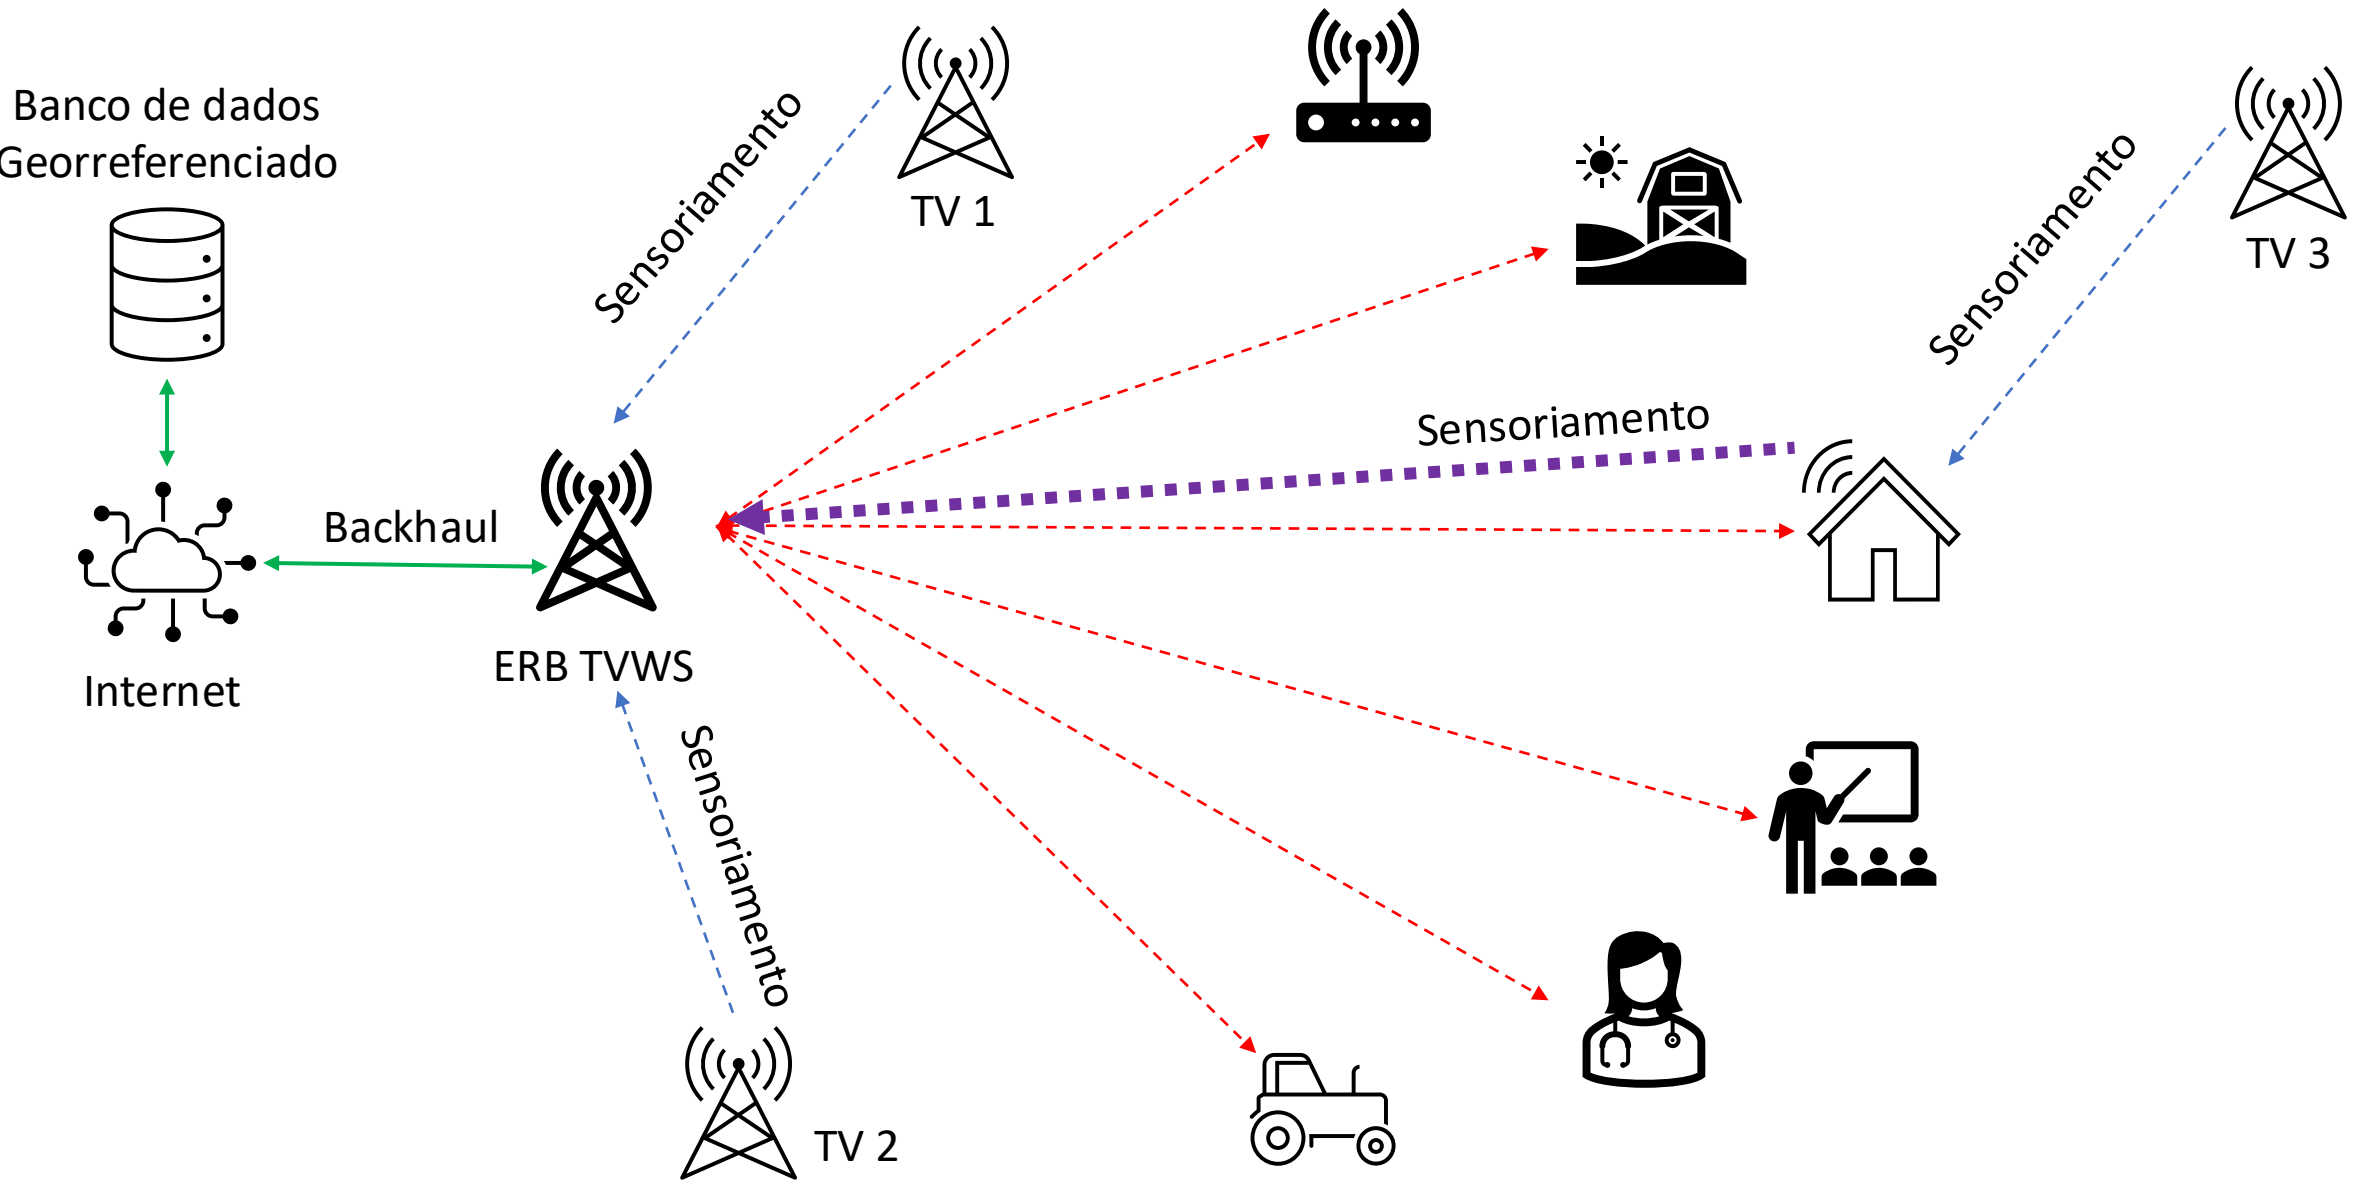 Banco de dados
Georreferenciado
Sensoriamento
TV 1
Sensoriamento
TV 3
Sensoriamento
Backhaul
ERB TVWS
Internet
Sensoriamento
TV 2